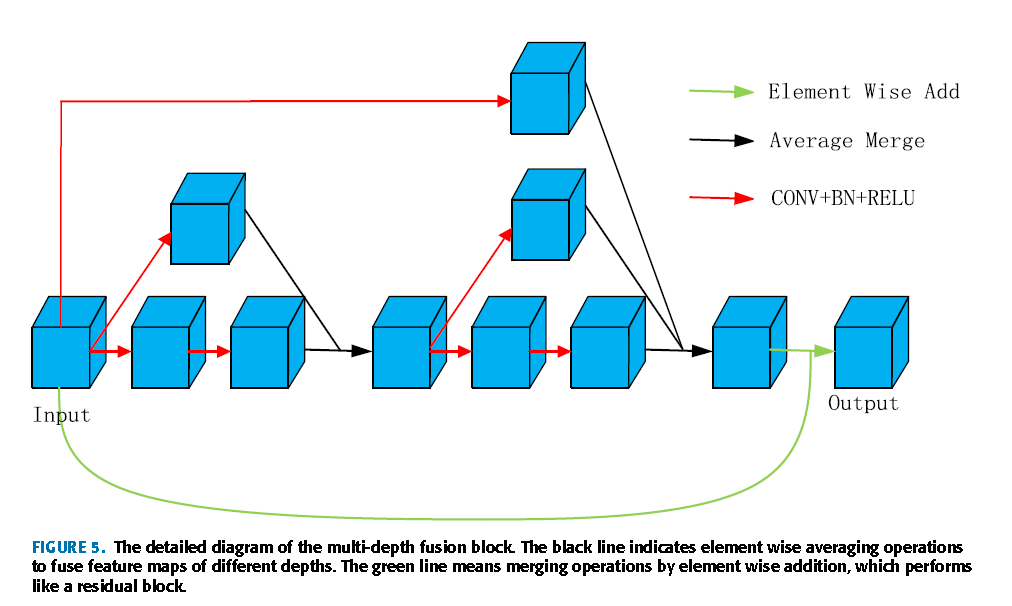 Element Wise Add
Average Merge
CONV+BN+RELU
Input
Output
FIGURE 5. The detailed diagram of the multi-depth fusion block. The black line indicates element wise averaging operations
to fuse feature maps of different depths. The green line means merging operations by element wise addition, which performs
like a residual block.